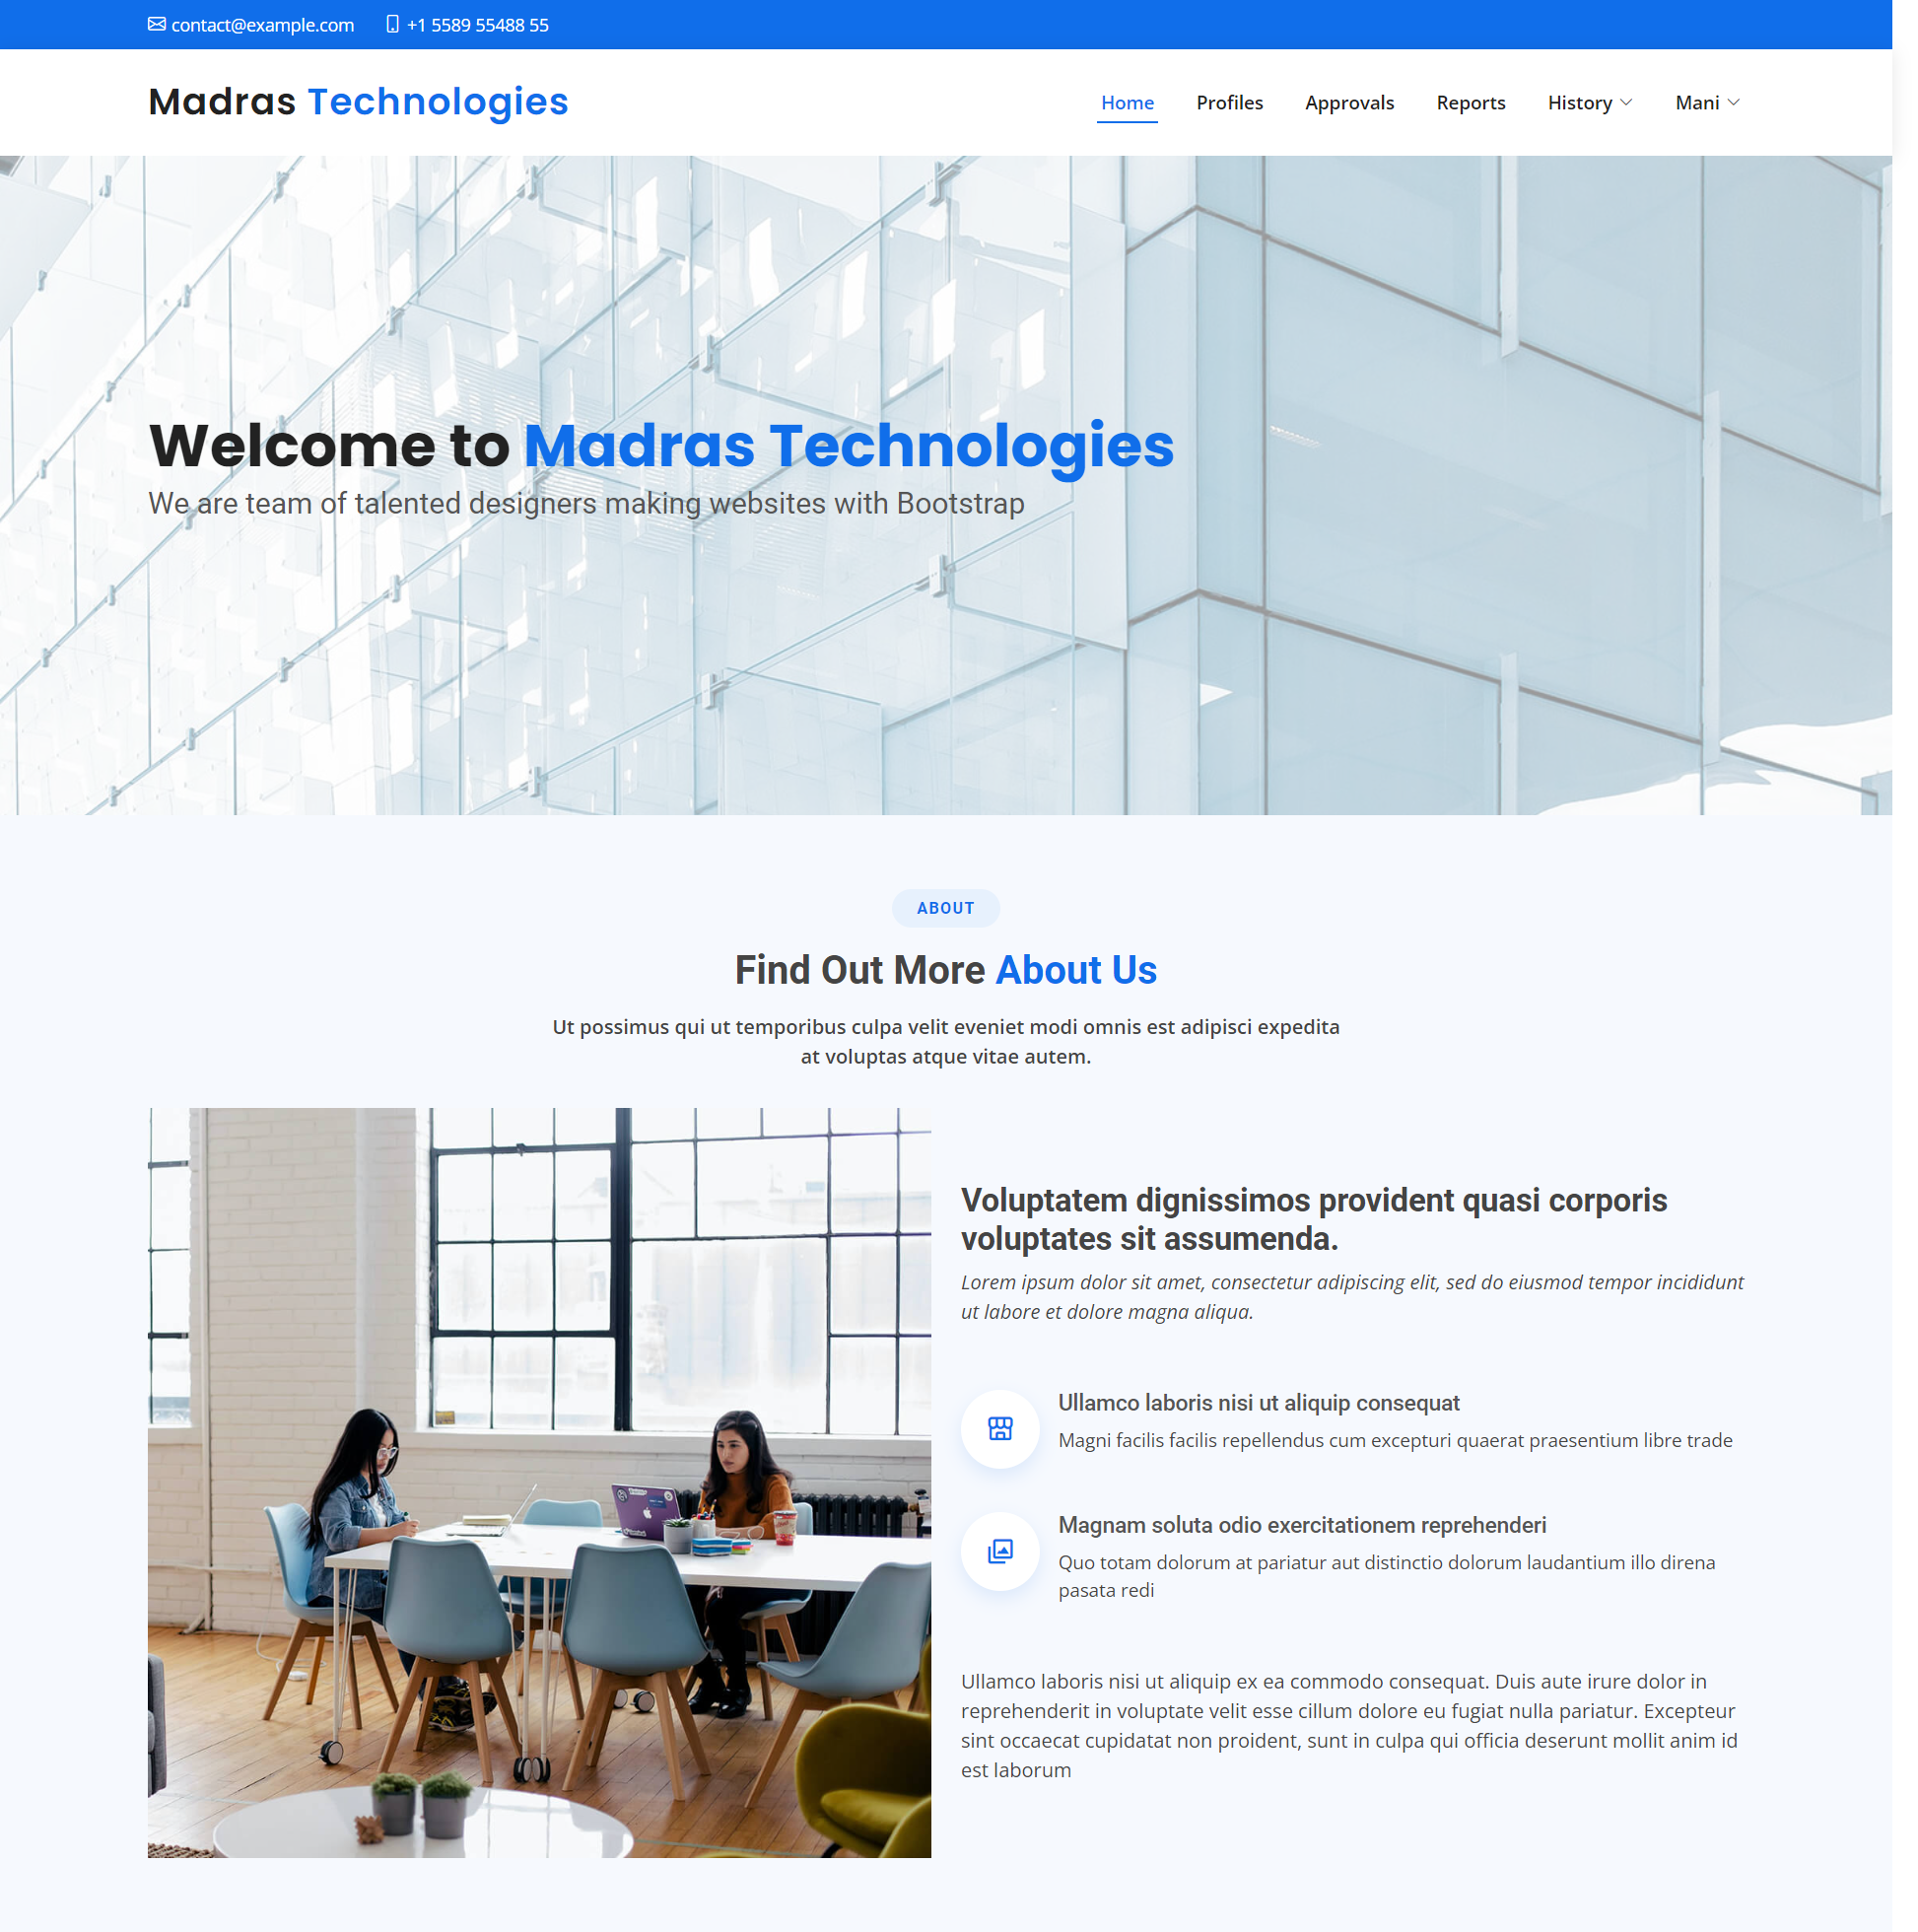 contact@example.com +1 5589 55488 55
Madras Technologies
Home Profiles Approvals Reports History Mani
Welcome to Madras Technologies
We are team of talented designers making websites with Bootstrap
ABOUT
Find Out More About Us
Ut possimus qui ut temporibus culpa velit eveniet modi omnis est adipisci expedita
at voluptas atque vitae autem.
Voluptatem dignissimos provident quasi corporis
voluptates sit assumenda.
Lorem ipsum dolor sit amet, consectetur adipiscing elit, sed do eiusmod tempor incididunt
ut labore et dolore magna aliqua.
Ullamco laboris nisi ut aliquip consequat
Magni facilis facilis repellendus cum excepturi quaerat praesentium libre trade
Magnam soluta odio exercitationem reprehenderi
Quo totam dolorum at pariatur aut distinctio dolorum laudantium illo direna
pasata redi
Ullamco laboris nisi ut aliquip ex ea commodo consequat. Duis aute irure dolor in
reprehenderit in voluptate velit esse cillum dolore eu fugiat nulla pariatur. Excepteur
sint occaecat cupidatat non proident, sunt in culpa qui officia deserunt mollit anim id
est laborum